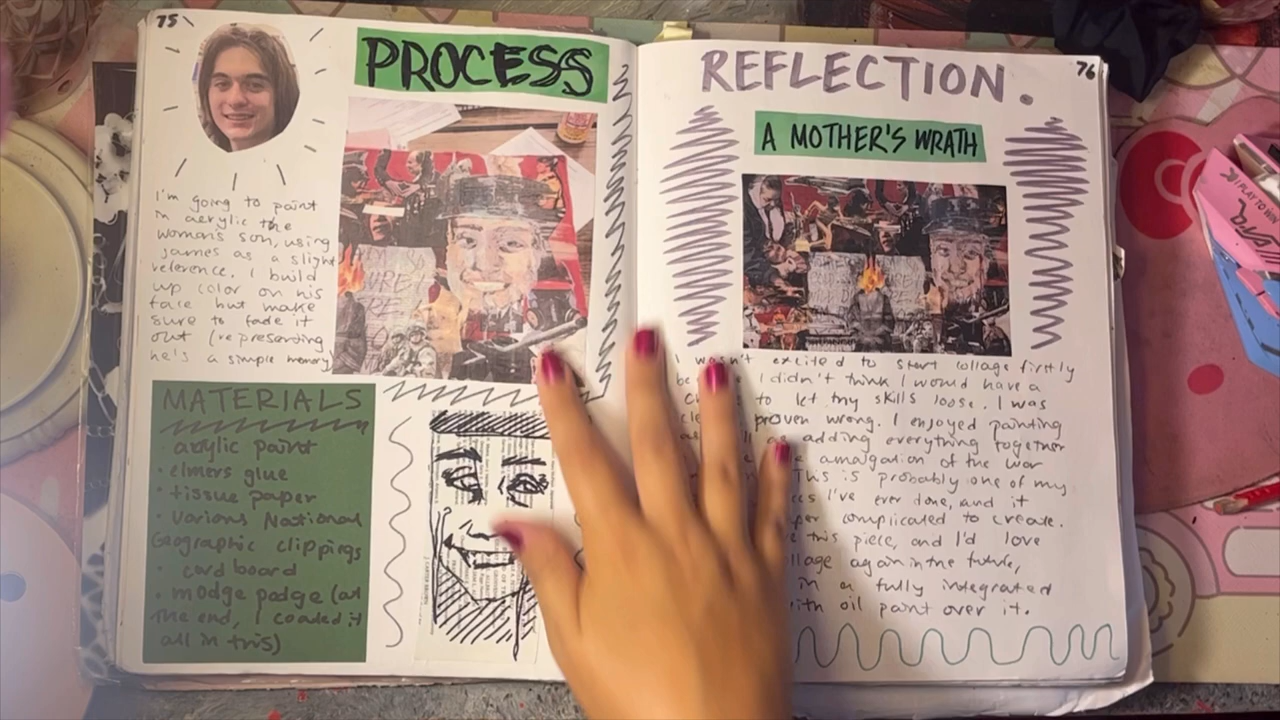 75
PROCESS
I'm going to paint
in acrylic the
woman's son, using
james as a slight
reference. I build
up color on his
face but make
sure to fade it
out (representing
he's a simple memory
MATERIALS
· acrylic paint
• elmers glue
• tissue paper
• Various National
Geographic clippings
• card board
• modge podge (at
the end, I coated it
all in this)
REFLECTION.
76
A MOTHER'S WRATH
I wasn't excited to start collage firstly
I didn't think I would have a
to let my skills loose. I was
proven wrong. I enjoyed painting
as adding everything together
amalgation of the war
This is probably one of my
I've ever done, and it
complicated to create.
this piece, and I'd love
again in the future,
in a fully integrated
with oil paint over it.
I PLAY TO WIN